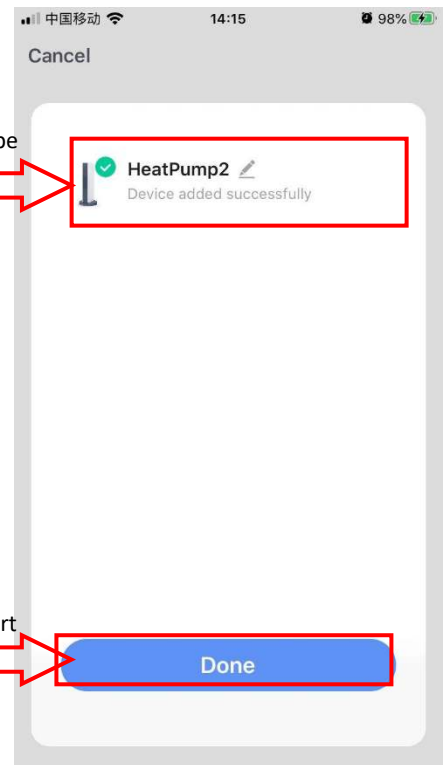 中国移动 14:15 98%
Cancel
HeatPump2
Device added successfully
Done